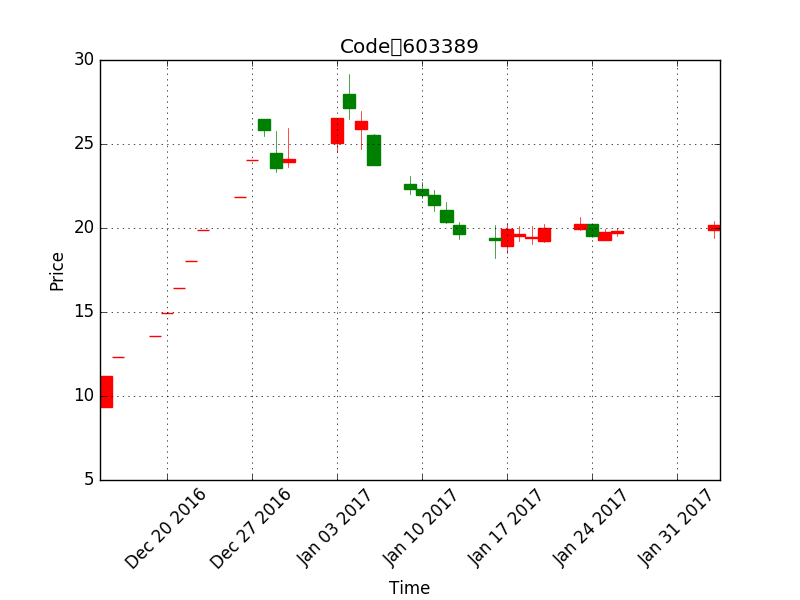 Code▯603389
30
25
20
15
10
5
Price
Dec 20 2016
Dec 27 2016
Jan 03 2017
Jan 10 2017
Jan 17 2017
Jan 24 2017
Jan 31 2017
Time